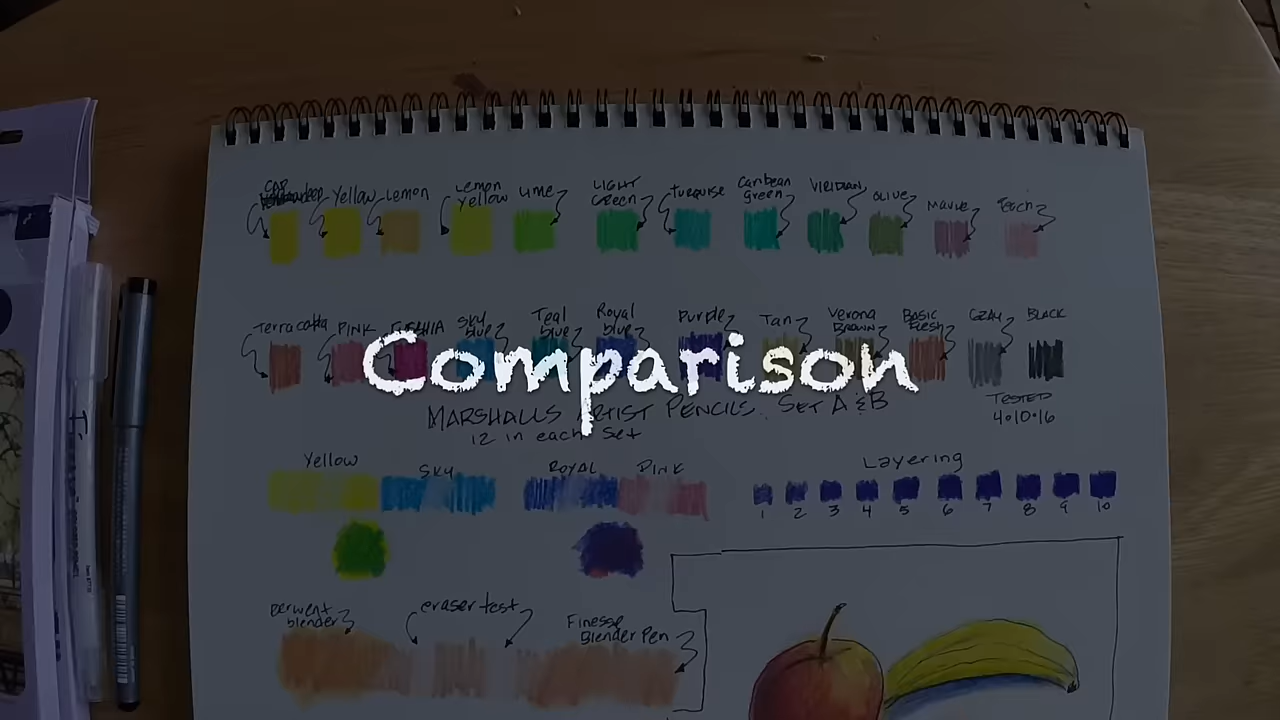 Yellow
Lemon
Lemon
yellow
Lime
LIGHT
Green
Turquise
Caribean
green
VIRIDIAN
OLIVE
MAUVE
Peach
Terra cotta
PINK
FUSHIA
Sky
blue
Teal
blue
Royal
blue
Purple
Tan
Verona
BROWN
BASIC
Flesh
GRAY
BLACK
Comparison
MARSHALLS ARTIST PENCILS. SET A & B
12 in each set
TESTED
4.10.16
Yellow
SKY
ROYAL
PINK
Layering
1 2 3 4 5 6 7 8 9 10
Derwent
blender
eraser test
Finesse
Blender Pen